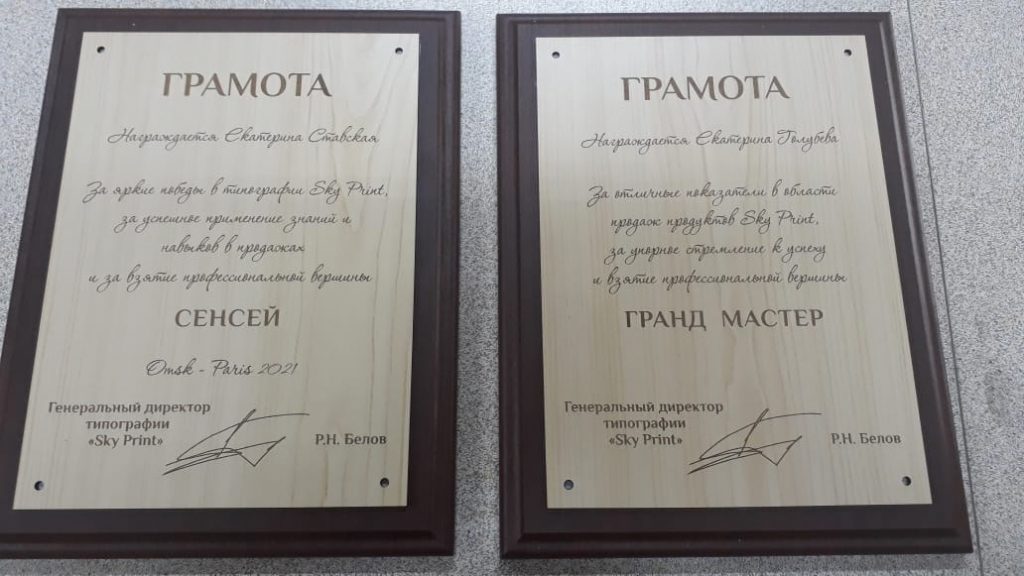 ГРАМОТА
Награждается Екатерина Ставская
За яркие победы в типографии Sky Print,
за успешное применение знаний и
навыков в продажах
и за взятие профессиональной вершины
СЕНСЕЙ
Omsk - Paris 2021
Генеральный директор
типографии
«Sky Print»
Р.Н. Белов
ГРАМОТА
Награждается Екатерина Голубева
За отличные показатели в области
продаж продуктов Sky Print,
за упорное стремление к успеху
и взятие профессиональной вершины
ГРАНД МАСТЕР
Генеральный директор
типографии
«Sky Print»
Р.Н. Белов